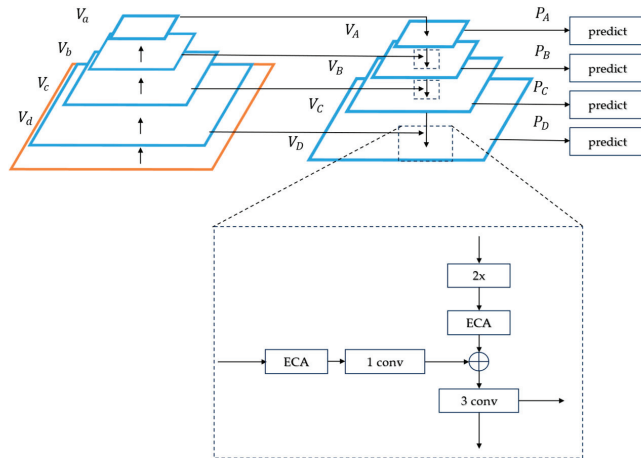 V_a
V_b
V_c
V_d
V_A
V_B
V_C
V_D
P_A
P_B
P_C
P_D
predict
predict
predict
predict
2x
ECA
ECA
1 conv
3 conv